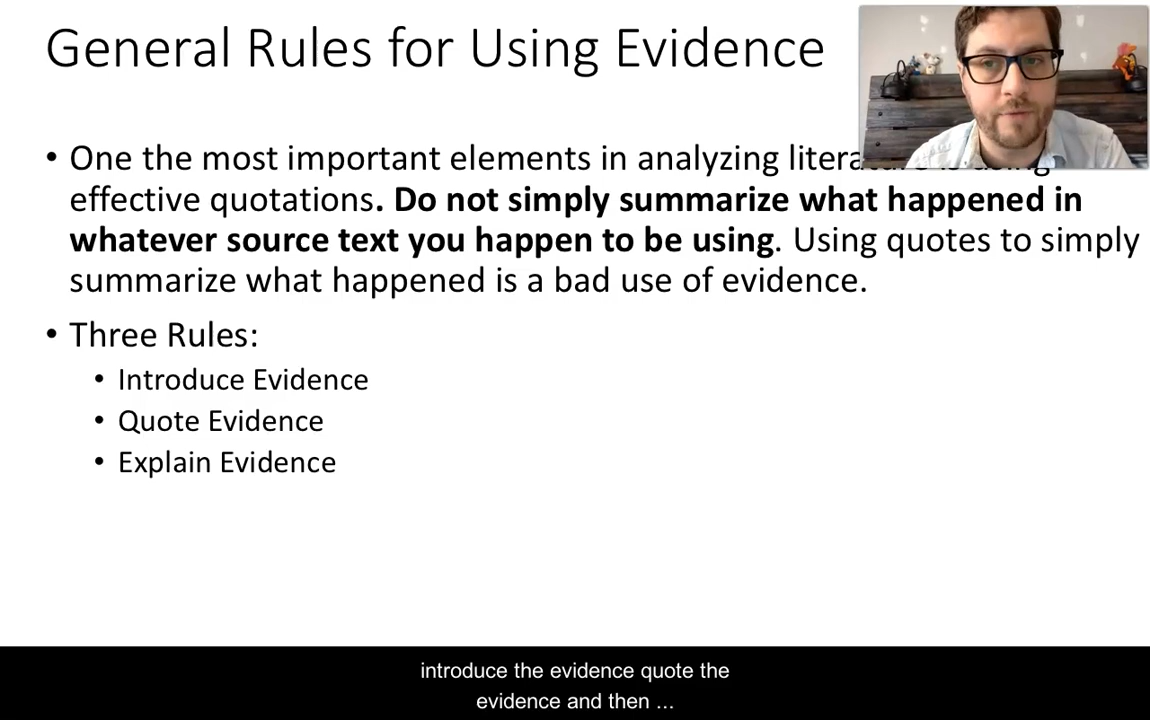 General Rules for Using Evidence
• One the most important elements in analyzing litera
effective quotations. Do not simply summarize what happened in
whatever source text you happen to be using. Using quotes to simply
summarize what happened is a bad use of evidence.
• Three Rules:
• Introduce Evidence
• Quote Evidence
• Explain Evidence
introduce the evidence quote the
evidence and then ...